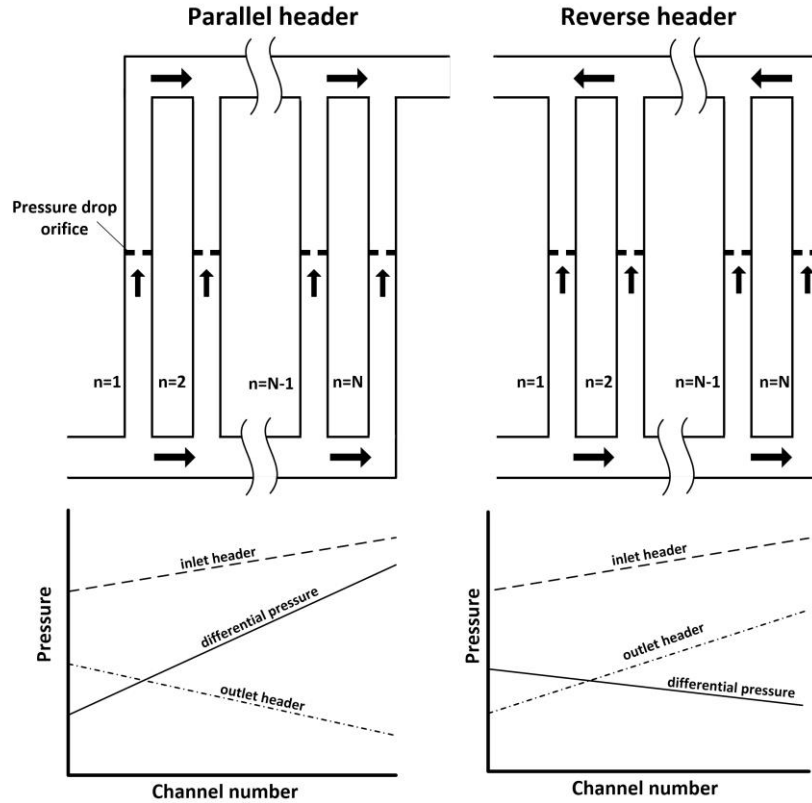 Parallel header
Reverse header
Pressure drop
orifice
n=1
n=2
n=N-1
n=N
n=1
n=2
n=N-1
n=N
inlet header
differential pressure
outlet header
Pressure
Channel number
inlet header
outlet header
differential pressure
Pressure
Channel number